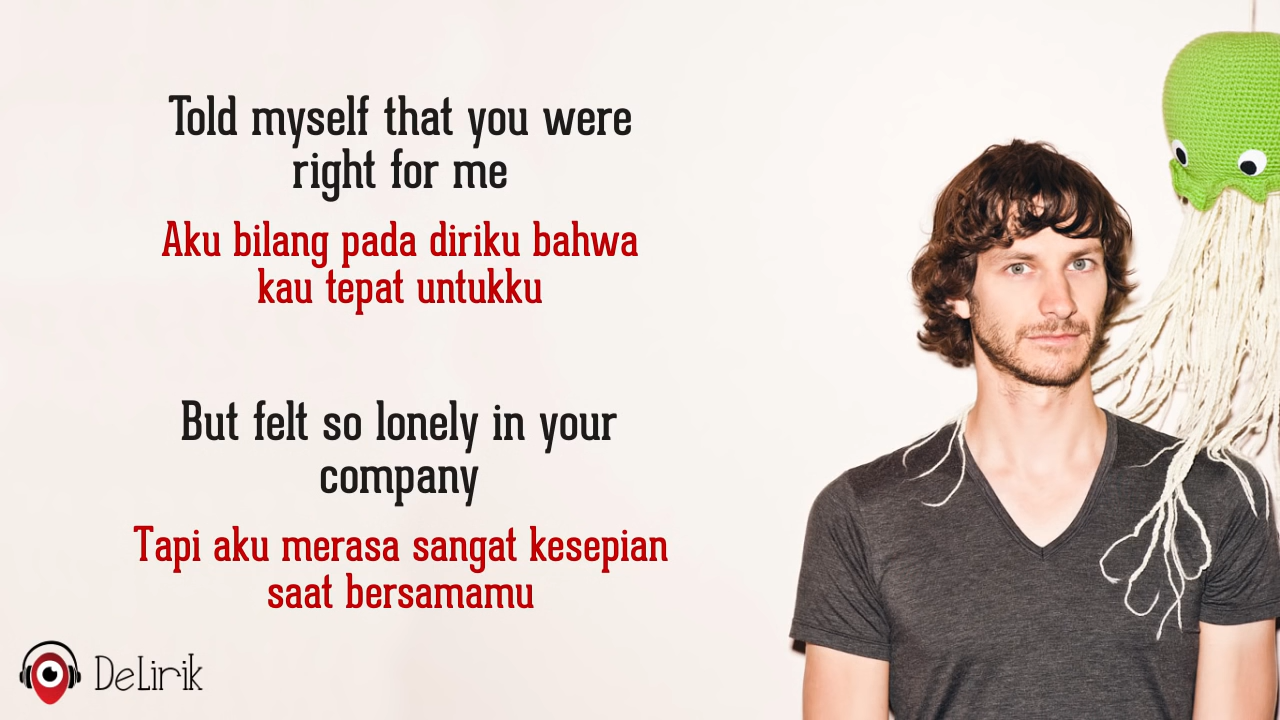 Told myself that you were
right for me
Aku bilang pada diriku bahwa
kau tepat untukku
But felt so lonely in your
company
Tapi aku merasa sangat kesepian
saat bersamamu
DeLirik